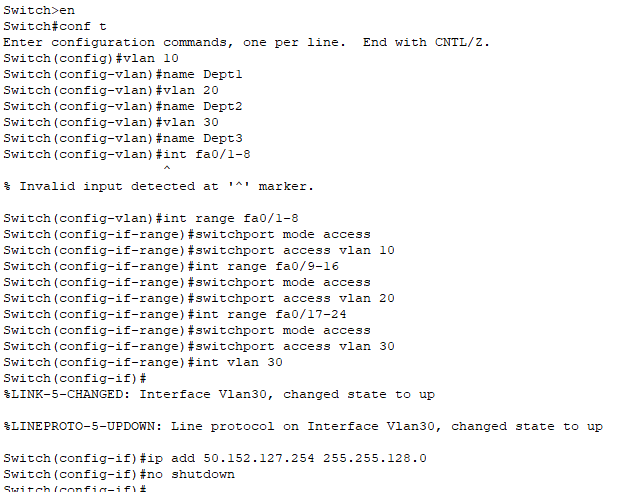 Switch>en
Switch#conf t
Enter configuration commands, one per line.  End with CNTL/Z.
Switch(config)#vlan 10
Switch(config-vlan)#name Dept1
Switch(config-vlan)#vlan 20
Switch(config-vlan)#name Dept2
Switch(config-vlan)#vlan 30
Switch(config-vlan)#name Dept3
Switch(config-vlan)#int fa0/1-8
^
% Invalid input detected at '^' marker.
Switch(config-vlan)#int range fa0/1-8
Switch(config-if-range)#switchport mode access
Switch(config-if-range)#switchport access vlan 10
Switch(config-if-range)#int range fa0/9-16
Switch(config-if-range)#switchport mode access
Switch(config-if-range)#switchport access vlan 20
Switch(config-if-range)#int range fa0/17-24
Switch(config-if-range)#switchport mode access
Switch(config-if-range)#switchport access vlan 30
Switch(config-if-range)#int vlan 30
Switch(config-if)#
%LINK-5-CHANGED: Interface Vlan30, changed state to up
%LINEPROTO-5-UPDOWN: Line protocol on Interface Vlan30, changed state to up
Switch(config-if)#ip add 50.152.127.254 255.255.128.0
Switch(config-if)#no shutdown
Switch(config-if)#